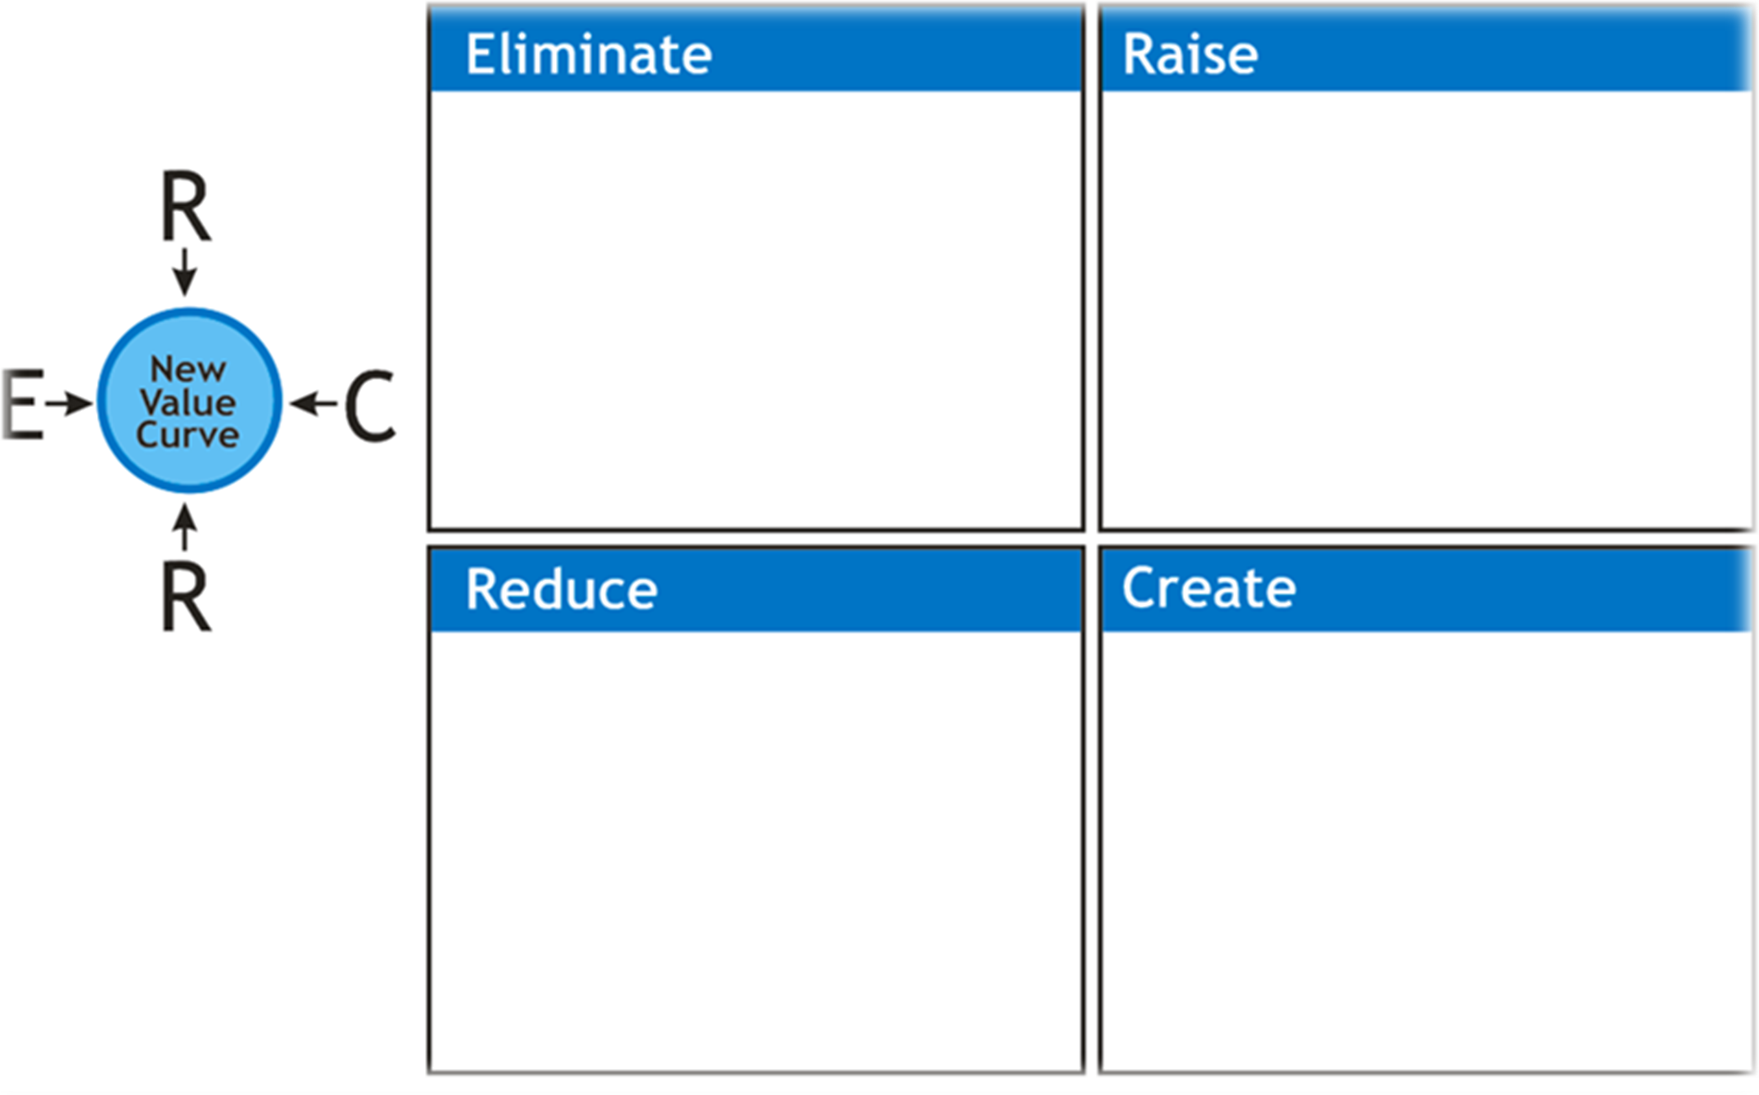 R
E
New
Value
Curve
C
R
Eliminate
Raise
Reduce
Create